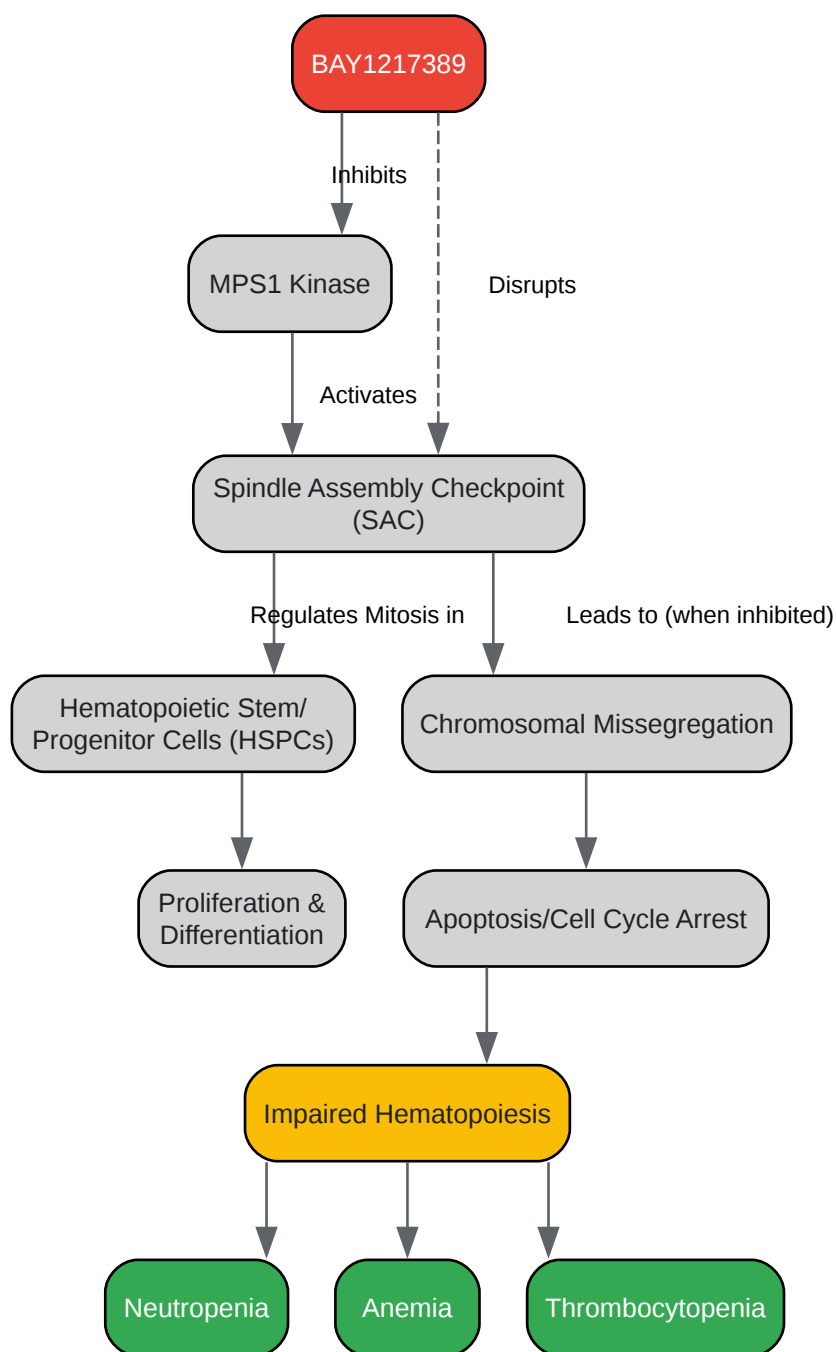 BAY1217389
Inhibits
MPS1 Kinase
Disrupts
Activates
Spindle Assembly Checkpoint
(SAC)
Regulates Mitosis in
Leads to (when inhibited)
Hematopoietic Stem/
Progenitor Cells (HSPCs)
Chromosomal Missegregation
Proliferation &
Differentiation
Apoptosis/Cell Cycle Arrest
Impaired Hematopoiesis
Neutropenia
Anemia
Thrombocytopenia